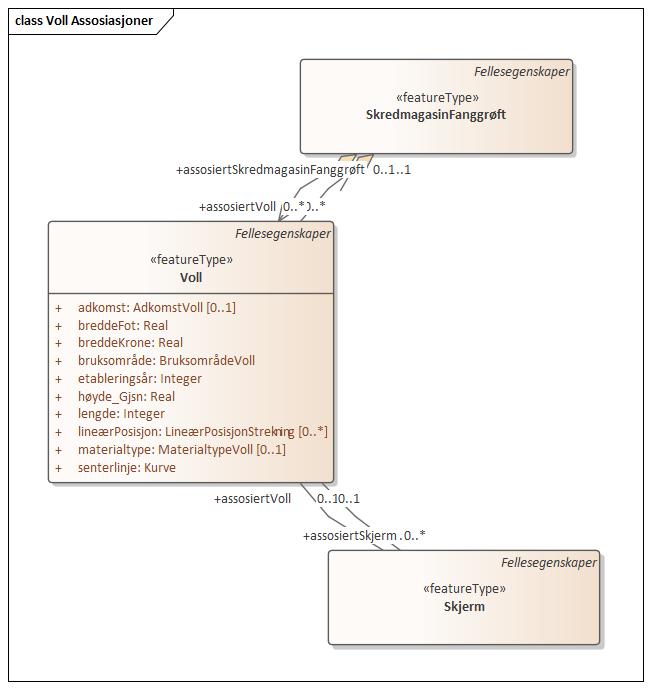 class Voll Assosiasjoner
Fellesegenskaper
«featureType»
SkredmagasinFanggrøft
+assosiertSkredmagasinFanggrøft 0..1..1
+assosiertVoll 0..* 0..*
Fellesegenskaper
«featureType»
Voll
+ adkomst: AdkomstVoll [0..1]
+ breddeFot: Real
+ breddeKrone: Real
+ bruksområde: BruksområdeVoll
+ etableringsår: Integer
+ høyde_Gjsn: Real
+ lengde: Integer
+ lineærPosisjon: LineærPosisjonStrekning [0..*]
+ materialtype: MaterialtypeVoll [0..1]
+ senterlinje: Kurve
+assosiertVoll 0..10..1
+assosiertSkjerm 0..*
Fellesegenskaper
«featureType»
Skjerm